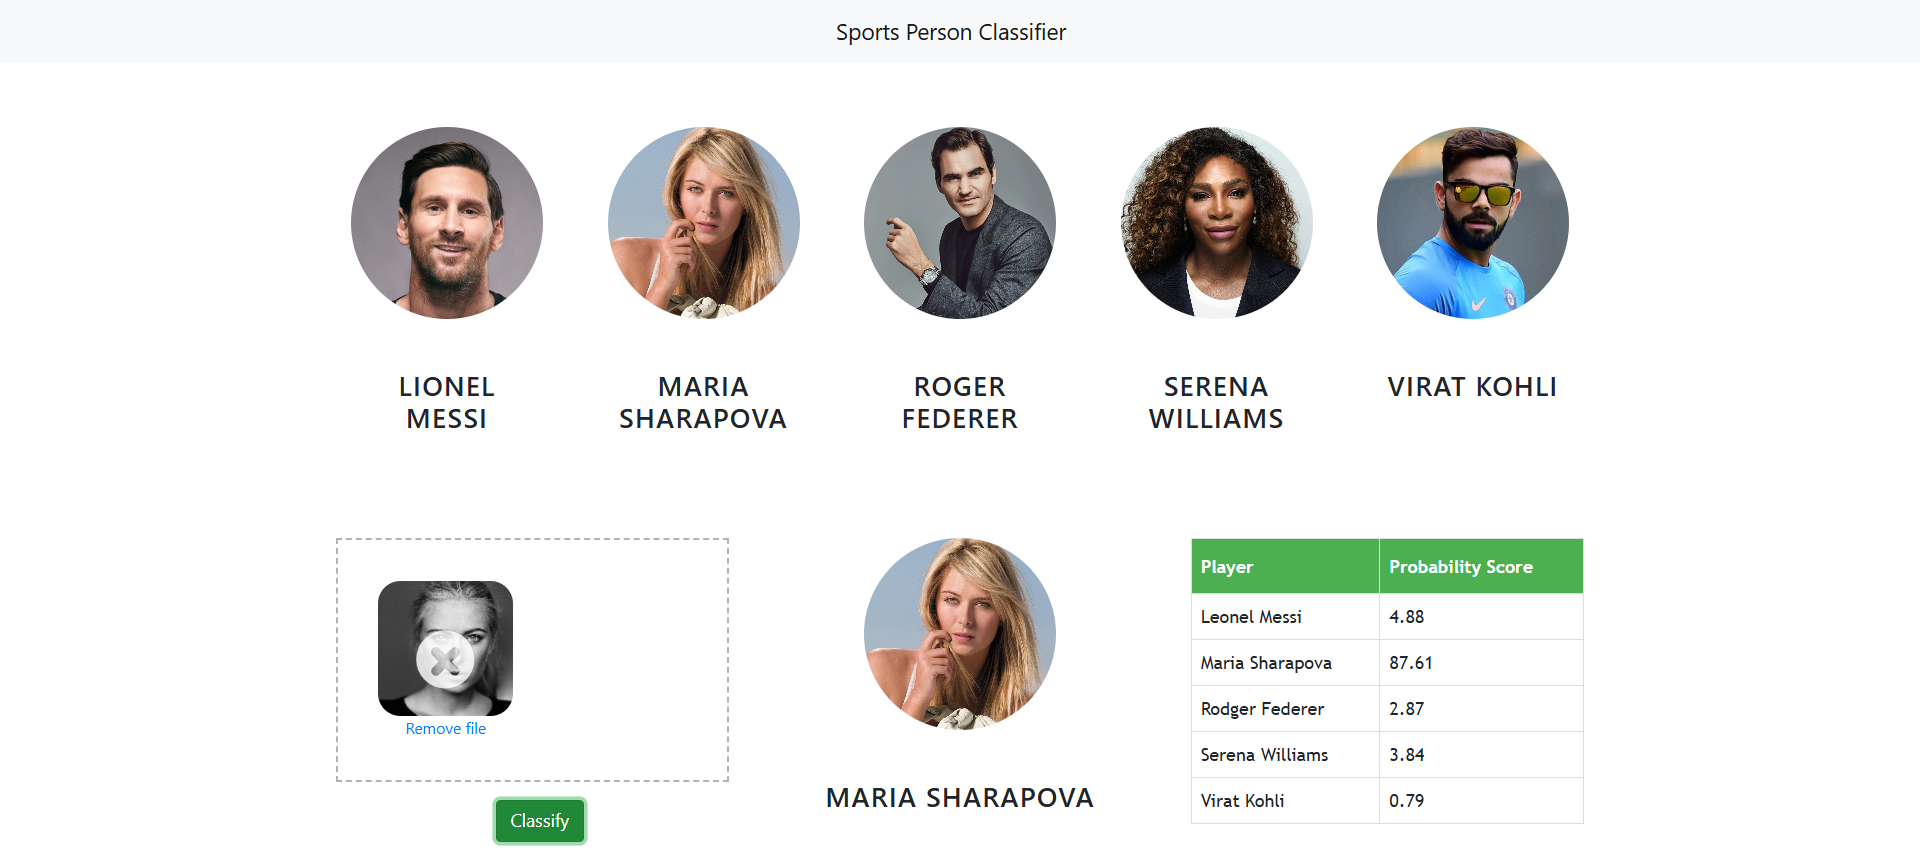 Sports Person Classifier
LIONEL
MESSI
MARIA
SHARAPOVA
ROGER
FEDERER
SERENA
WILLIAMS
VIRAT KOHLI
Remove file
Classify
MARIA SHARAPOVA
Player Probability Score
Leonel Messi 4.88
Maria Sharapova 87.61
Rodger Federer 2.87
Serena Williams 3.84
Virat Kohli 0.79